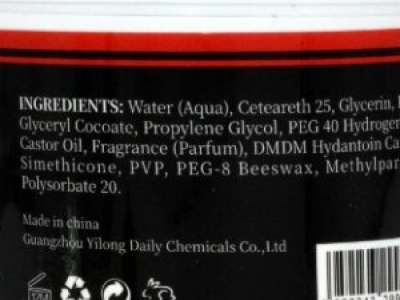 INGREDIENTS: Water (Aqua), Ceteareth 25, Glycerin,
Glyceryl Cocoate, Propylene Glycol, PEG 40 Hydrogen
Castor Oil, Fragrance (Parfum), DMDM Hydantoin Ca
Simethicone, PVP, PEG-8 Beeswax, Methylpar
Polysorbate 20.
Made in china
Guangzhou Yilong Daily Chemicals Co.,Ltd